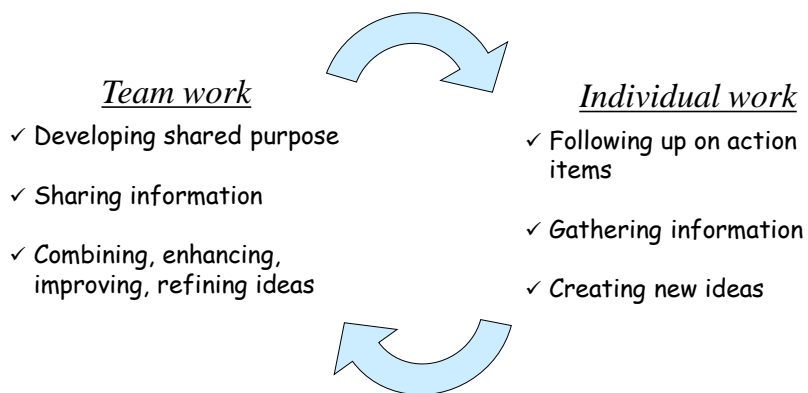 Team work
✓ Developing shared purpose
✓ Sharing information
✓ Combining, enhancing,
improving, refining ideas
Individual work
✓ Following up on action
items
✓ Gathering information
✓ Creating new ideas